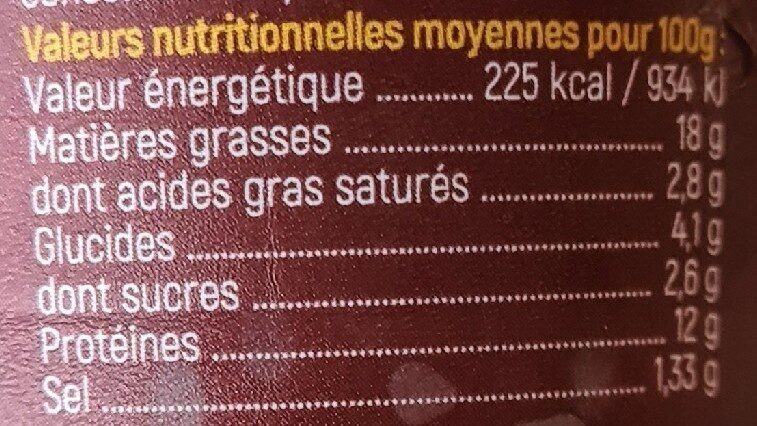 Valeurs nutritionnelles moyennes pour 100g:
Valeur énergétique ........... 225 kcal / 934 kJ
Matières grasses ........... 18 g
dont acides gras saturés ........... 2,8 g
Glucides ........... 4,1 g
dont sucres ........... 2,6 g
Protéines ........... 12 g
Sel ........... 1,33 g